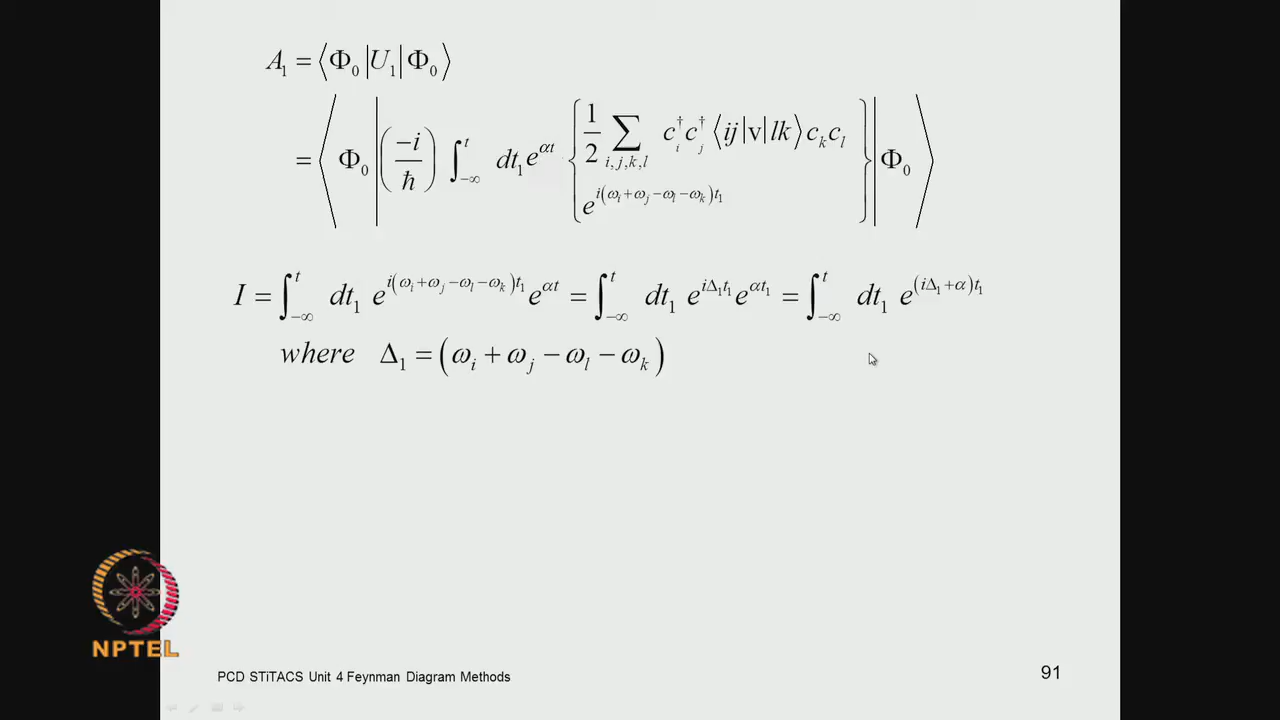 A₁ = ⟨Φ₀|U₁|Φ₀⟩
= ⟨Φ₀|(−i/ħ) ∫_{−∞}^{t} dt₁ e^{αt} {1/2 ∑_{i,j,k,l} c_i^† c_j^† ⟨ij|v|lk⟩ c_k c_l e^{i(ω_i+ω_j−ω_l−ω_k)t₁}}|Φ₀⟩
I = ∫_{−∞}^{t} dt₁ e^{i(ω_i+ω_j−ω_l−ω_k)t₁} e^{αt} = ∫_{−∞}^{t} dt₁ e^{iΔ₁t₁} e^{αt₁} = ∫_{−∞}^{t} dt₁ e^{(iΔ₁+α)t₁}
where Δ₁ = (ω_i + ω_j − ω_l − ω_k)
NPTEL
PCD STiTACS Unit 4 Feynman Diagram Methods
91